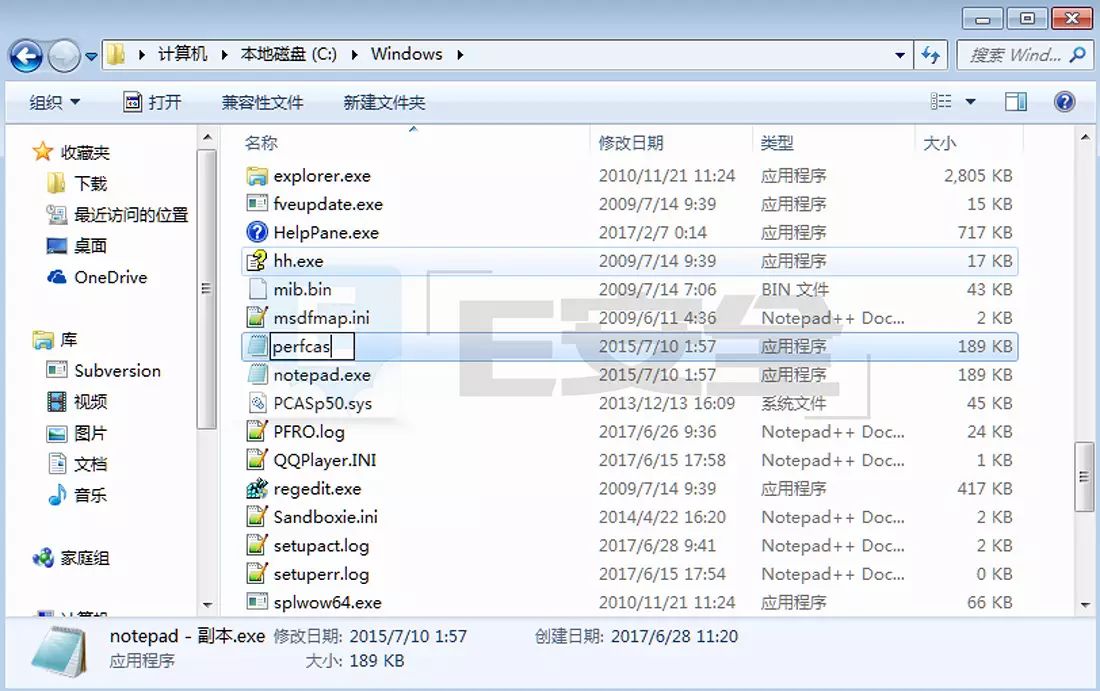 计算机 本地磁盘 (C:) Windows 搜索 Wind...
组织 打开 兼容性文件 新建文件夹
名称 修改日期 类型 大小
收藏夹
下载
最近访问的位置
桌面
OneDrive
库
Subversion
视频
图片
文档
音乐
家庭组
计算机
explorer.exe 2010/11/21 11:24 应用程序 2,805 KB
fveupdate.exe 2009/7/14 9:39 应用程序 15 KB
HelpPane.exe 2017/2/7 0:14 应用程序 717 KB
hh.exe 2009/7/14 9:39 应用程序 17 KB
mib.bin 2009/7/14 7:06 BIN 文件 43 KB
msdfmap.ini 2009/6/11 4:36 Notepad++ Doc... 2 KB
perfcas 2015/7/10 1:57 应用程序 189 KB
notepad.exe 2015/7/10 1:57 应用程序 189 KB
PCASp50.sys 2013/12/13 16:09 系统文件 45 KB
PFRO.log 2017/6/26 9:36 Notepad++ Doc... 24 KB
QQPlayer.INI 2017/6/15 17:58 Notepad++ Doc... 1 KB
regedit.exe 2009/7/14 9:39 应用程序 417 KB
Sandboxie.ini 2014/4/22 16:20 Notepad++ Doc... 2 KB
setupact.log 2017/6/28 9:41 Notepad++ Doc... 2 KB
setuperr.log 2017/6/15 17:54 Notepad++ Doc... 0 KB
splwow64.exe 2010/11/21 11:24 应用程序 66 KB
E安全
notepad - 副本.exe 修改日期: 2015/7/10 1:57 创建日期: 2017/6/28 11:20
应用程序 大小: 189 KB